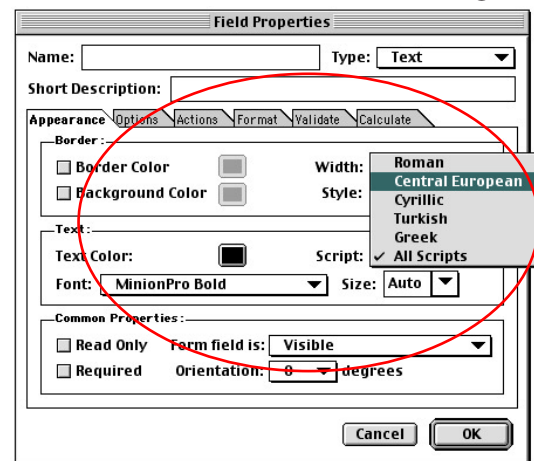 Field Properties
Name: Type: Text
Short Description:
Appearance Options Actions Format Validate Calculate
Border:
Border Color Width:
Background Color Style:
Roman
Central European
Cyrillic
Turkish
Greek
✓ All Scripts
Text:
Text Color: Script:
Font: MinionPro Bold Size: Auto
Common Properties:
Read Only Form field is: Visible
Required Orientation: 0 degrees
Cancel OK